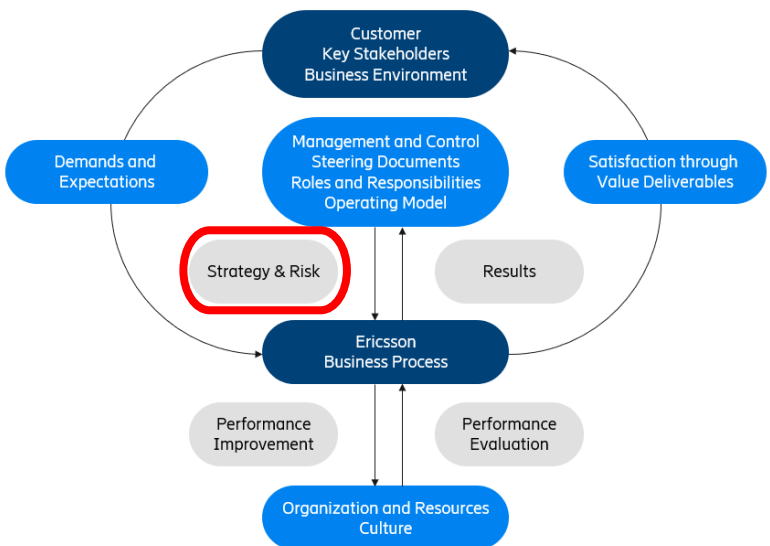 Customer
Key Stakeholders
Business Environment
Demands and
Expectations
Management and Control
Steering Documents
Roles and Responsibilities
Operating Model
Satisfaction through
Value Deliverables
Strategy & Risk
Results
Ericsson
Business Process
Performance
Improvement
Performance
Evaluation
Organization and Resources
Culture